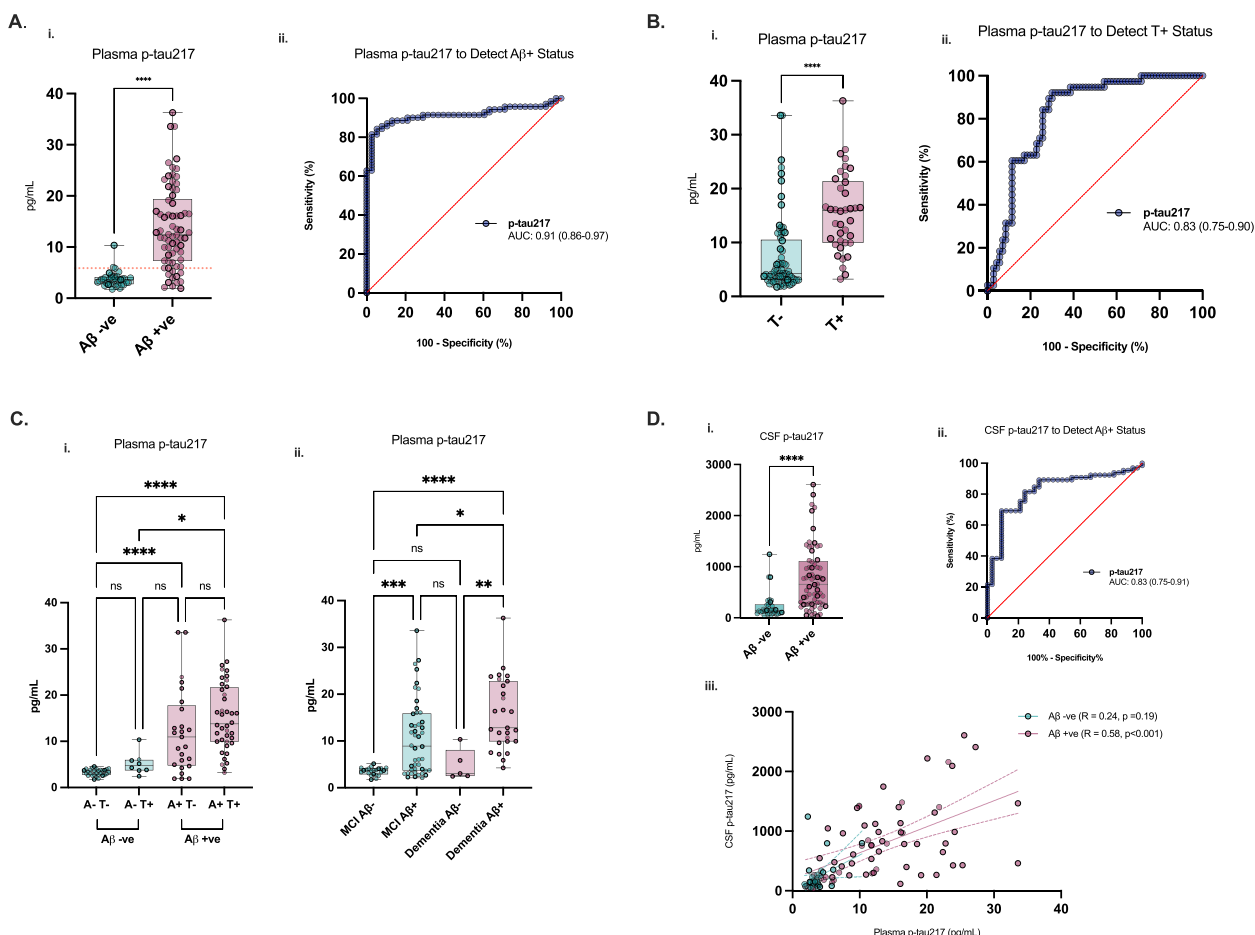 A.
i.
Plasma p-tau217
****
pg/mL
40
30
20
10
0
Aβ -ve
Aβ +ve
ii.
Plasma p-tau217 to Detect Aβ+ Status
Sensitivity (%)
100
80
60
40
20
0
p-tau217
AUC: 0.91 (0.86-0.97)
0 20 40 60 80 100
100 - Specificity (%)
B.
i.
Plasma p-tau217
****
pg/mL
40
30
20
10
0
T-
T+
ii.
Plasma p-tau217 to Detect T+ Status
Sensitivity (%)
100
80
60
40
20
0
p-tau217
AUC: 0.83 (0.75-0.90)
0 20 40 60 80 100
100 - Specificity (%)
C.
i.
Plasma p-tau217
****
*
****
ns ns ns
pg/mL
40
30
20
10
0
A- T- A- T+ A+ T- A+ T+
Aβ -ve Aβ +ve
ii.
Plasma p-tau217
****
*
ns
*** ns **
pg/mL
40
30
20
10
0
MCI Aβ-
MCI Aβ+
Dementia Aβ-
Dementia Aβ+
D.
i.
CSF p-tau217
****
pg/mL
3000
2000
1000
0
Aβ -ve
Aβ +ve
ii.
CSF p-tau217 to Detect Aβ+ Status
Sensitivity (%)
100
80
60
40
20
0
p-tau217
AUC: 0.83 (0.75-0.91)
0 20 40 60 80 100
100% - Specificity%
iii.
CSF p-tau217 (pg/mL)
3000
2000
1000
0
Aβ -ve (R = 0.24, p =0.19)
Aβ +ve (R = 0.58, p<0.001)
0 10 20 30 40
Plasma p-tau217 (pg/mL)